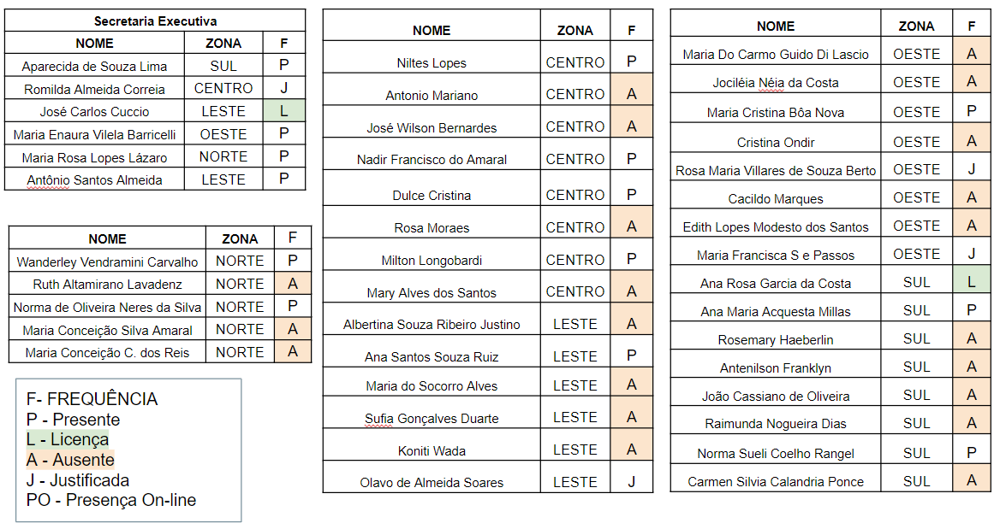 Secretaria Executiva
NOME ZONA F
Aparecida de Souza Lima SUL P
Romilda Almeida Correia CENTRO J
José Carlos Cuccio LESTE L
Maria Enaura Vilela Barricelli OESTE P
Maria Rosa Lopes Lázaro NORTE P
Antônio Santos Almeida LESTE P
NOME ZONA F
Wanderley Vendramini Carvalho NORTE P
Ruth Altamirano Lavadenz NORTE A
Norma de Oliveira Neres da Silva NORTE P
Maria Conceição Silva Amaral NORTE A
Maria Conceição C. dos Reis NORTE A
F- FREQUÊNCIA
P - Presente
L - Licença
A - Ausente
J - Justificada
PO - Presença On-line
NOME ZONA F
Niltes Lopes CENTRO P
Antonio Mariano CENTRO A
José Wilson Bernardes CENTRO A
Nadir Francisco do Amaral CENTRO P
Dulce Cristina CENTRO P
Rosa Moraes CENTRO A
Milton Longobardi CENTRO P
Mary Alves dos Santos CENTRO A
Albertina Souza Ribeiro Justino LESTE A
Ana Santos Souza Ruiz LESTE P
Maria do Socorro Alves LESTE A
Sufia Gonçalves Duarte LESTE A
Koniti Wada LESTE A
Olavo de Almeida Soares LESTE J
NOME ZONA F
Maria Do Carmo Guido Di Lascio OESTE A
Jociléia Néia da Costa OESTE A
Maria Cristina Bôa Nova OESTE P
Cristina Ondir OESTE A
Rosa Maria Villares de Souza Berto OESTE J
Cacildo Marques OESTE A
Edith Lopes Modesto dos Santos OESTE A
Maria Francisca S e Passos OESTE J
Ana Rosa Garcia da Costa SUL L
Ana Maria Acquesta Millas SUL P
Rosemary Haeberlin SUL A
Antenilson Franklyn SUL A
João Cassiano de Oliveira SUL A
Raimunda Nogueira Dias SUL A
Norma Sueli Coelho Rangel SUL P
Carmen Silvia Calandria Ponce SUL A